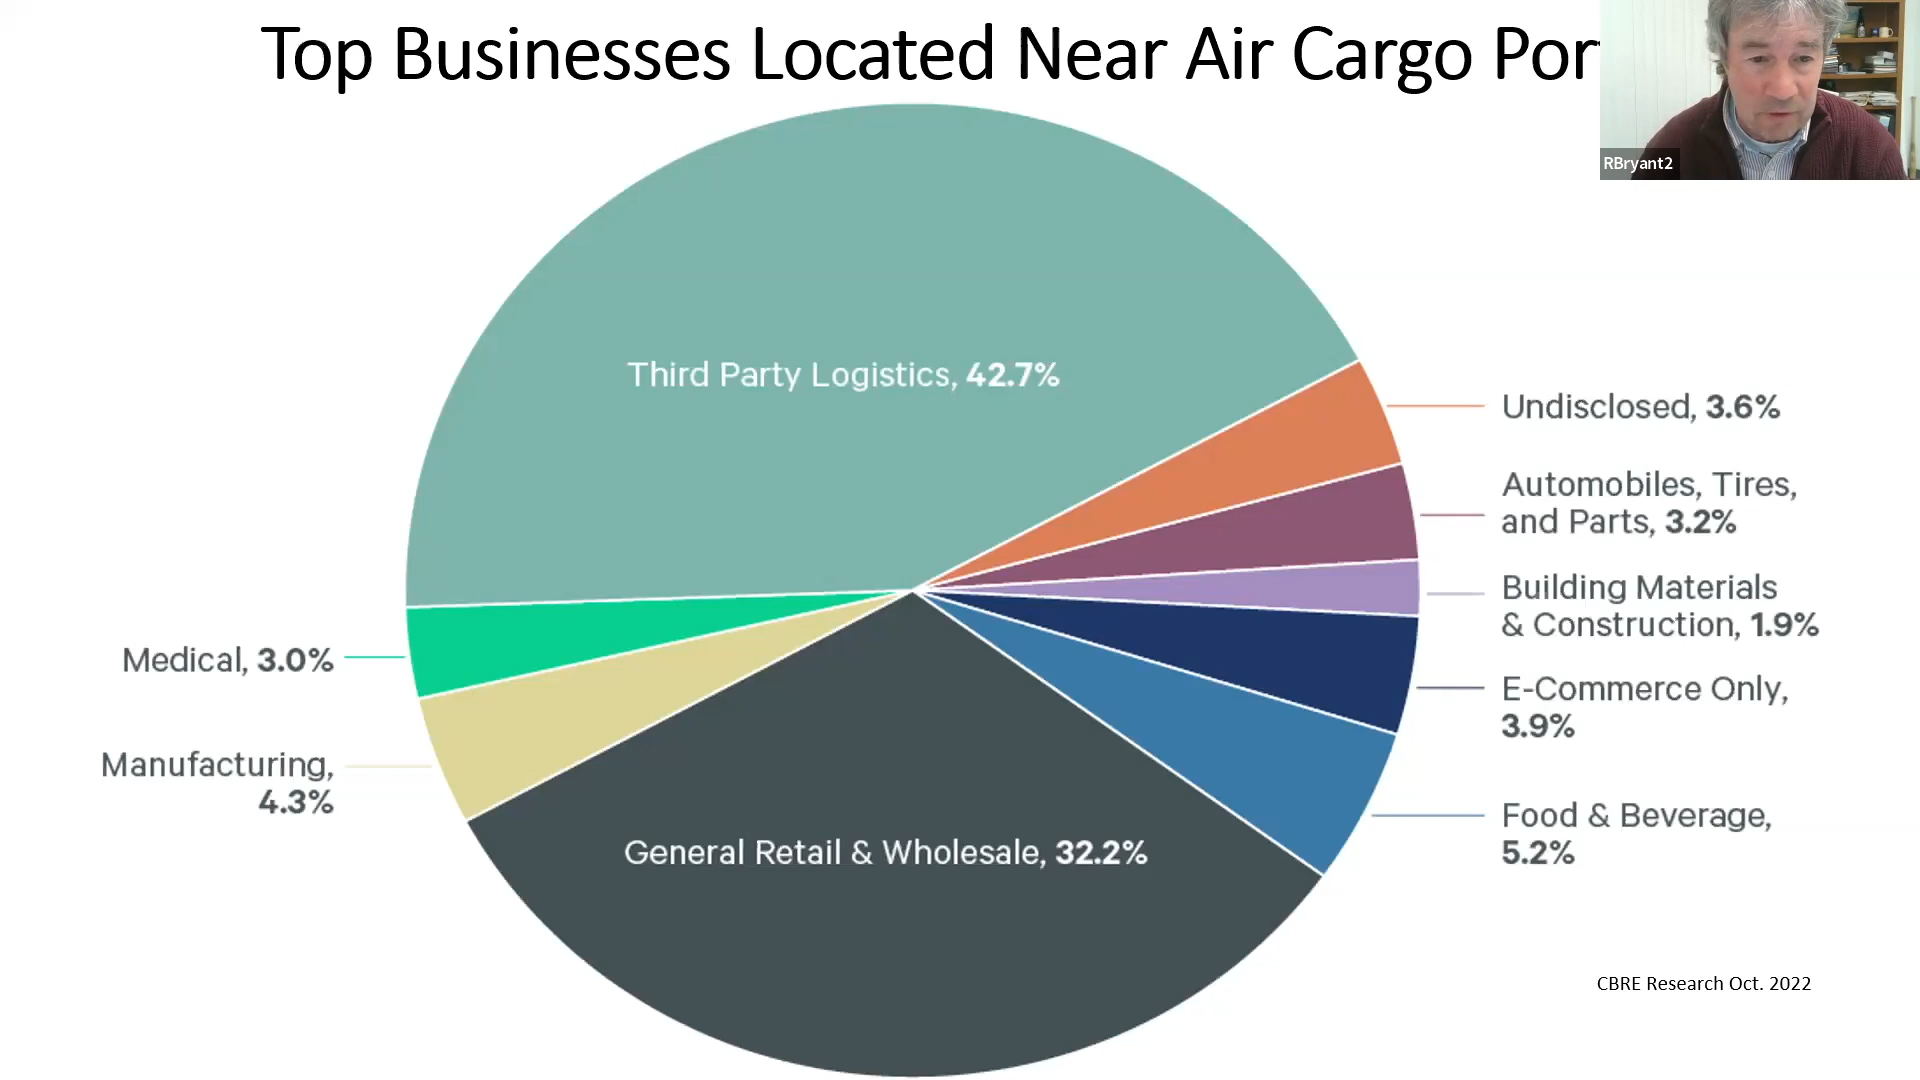 Top Businesses Located Near Air Cargo
RBryant2
Third Party Logistics, 42.7%
Undisclosed, 3.6%
Automobiles, Tires,
and Parts, 3.2%
Building Materials
& Construction, 1.9%
Medical, 3.0%
E-Commerce Only,
3.9%
Manufacturing,
4.3%
Food & Beverage,
5.2%
General Retail & Wholesale, 32.2%
CBRE Research Oct. 2022